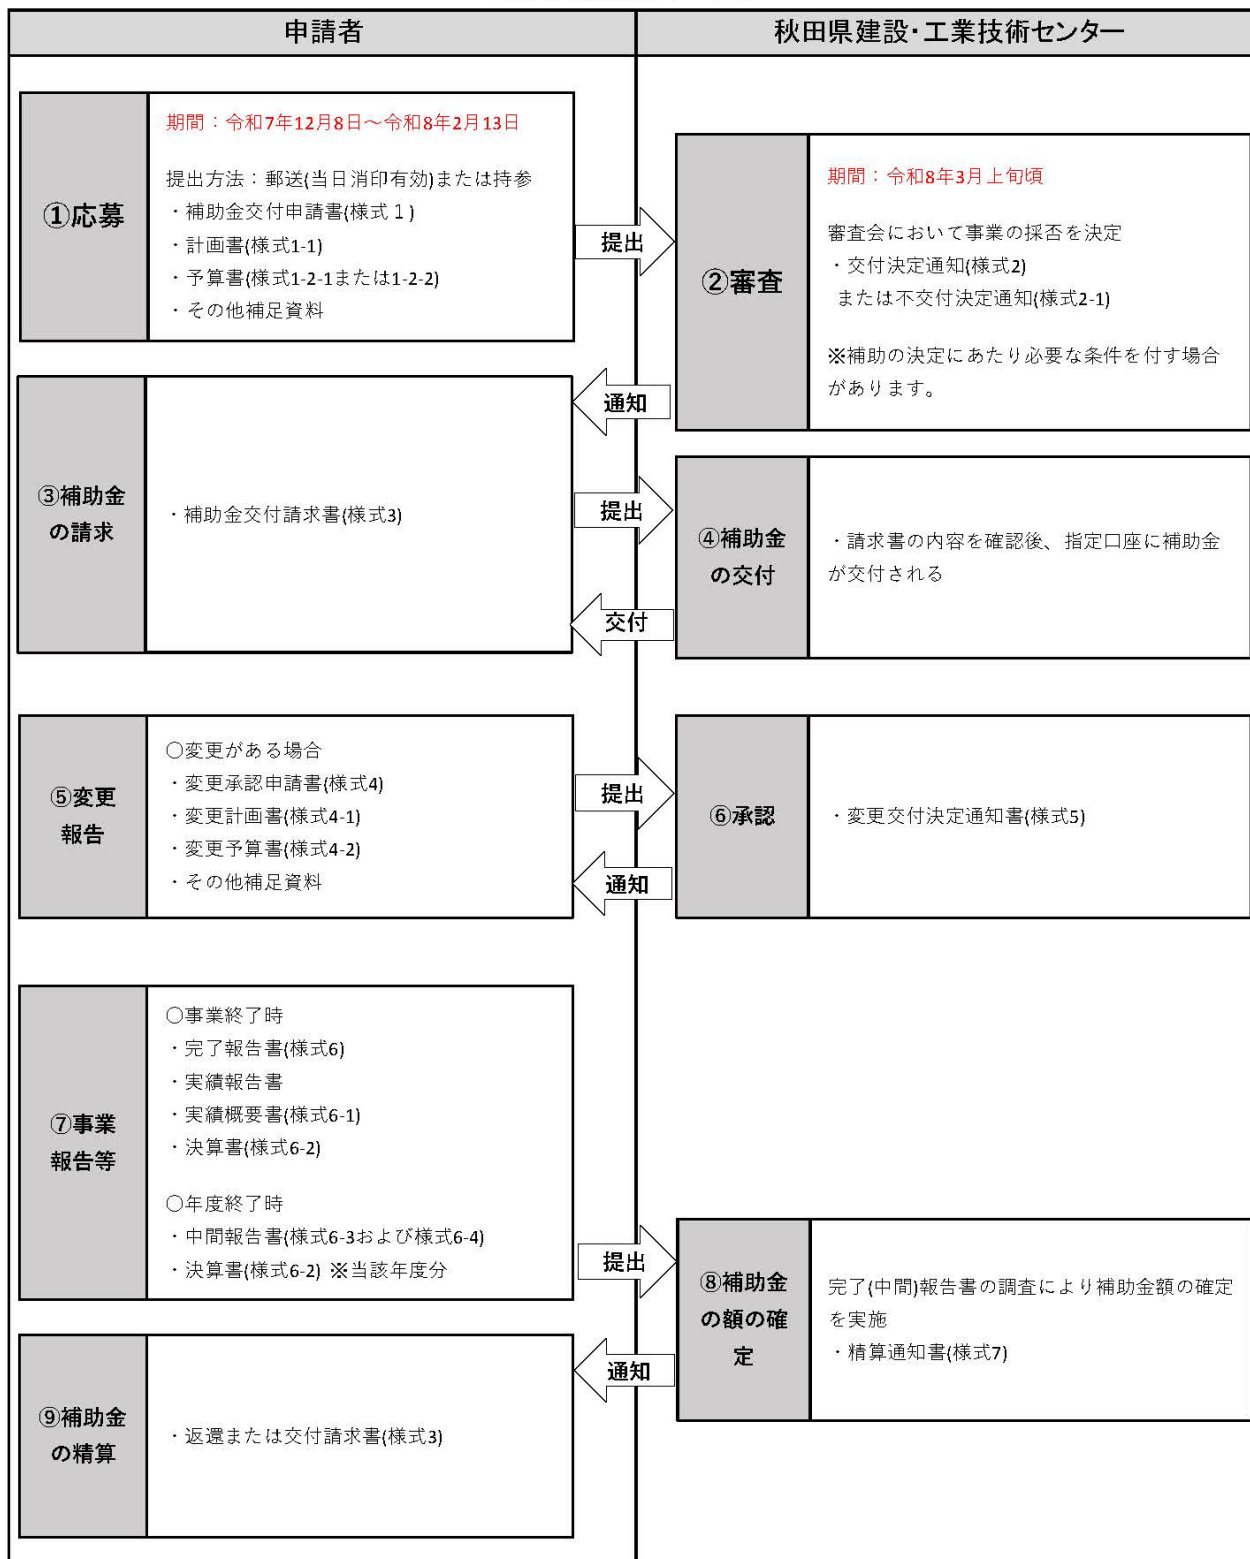 申請者
秋田県建設・工業技術センター
①応募
期間：令和7年12月8日～令和8年2月13日
提出方法：郵送(当日消印有効)または持参
・補助金交付申請書(様式１)
・計画書(様式1-1)
・予算書(様式1-2-1または1-2-2)
・その他補足資料
提出
②審査
期間：令和8年3月上旬頃
審査会において事業の採否を決定
・交付決定通知(様式2)
または不交付決定通知(様式2-1)
※補助の決定にあたり必要な条件を付す場合
があります。
通知
③補助金
の請求
・補助金交付請求書(様式3)
提出
④補助金
の交付
・請求書の内容を確認後、指定口座に補助金
が交付される
交付
⑤変更
報告
○変更がある場合
・変更承認申請書(様式4)
・変更計画書(様式4-1)
・変更予算書(様式4-2)
・その他補足資料
提出
⑥承認
・変更交付決定通知書(様式5)
通知
⑦事業
報告等
○事業終了時
・完了報告書(様式6)
・実績報告書
・実績概要書(様式6-1)
・決算書(様式6-2)
○年度終了時
・中間報告書(様式6-3および様式6-4)
・決算書(様式6-2) ※当該年度分
提出
⑧補助金
の額の確
定
完了(中間)報告書の調査により補助金額の確定
を実施
・精算通知書(様式7)
通知
⑨補助金
の精算
・返還または交付請求書(様式3)